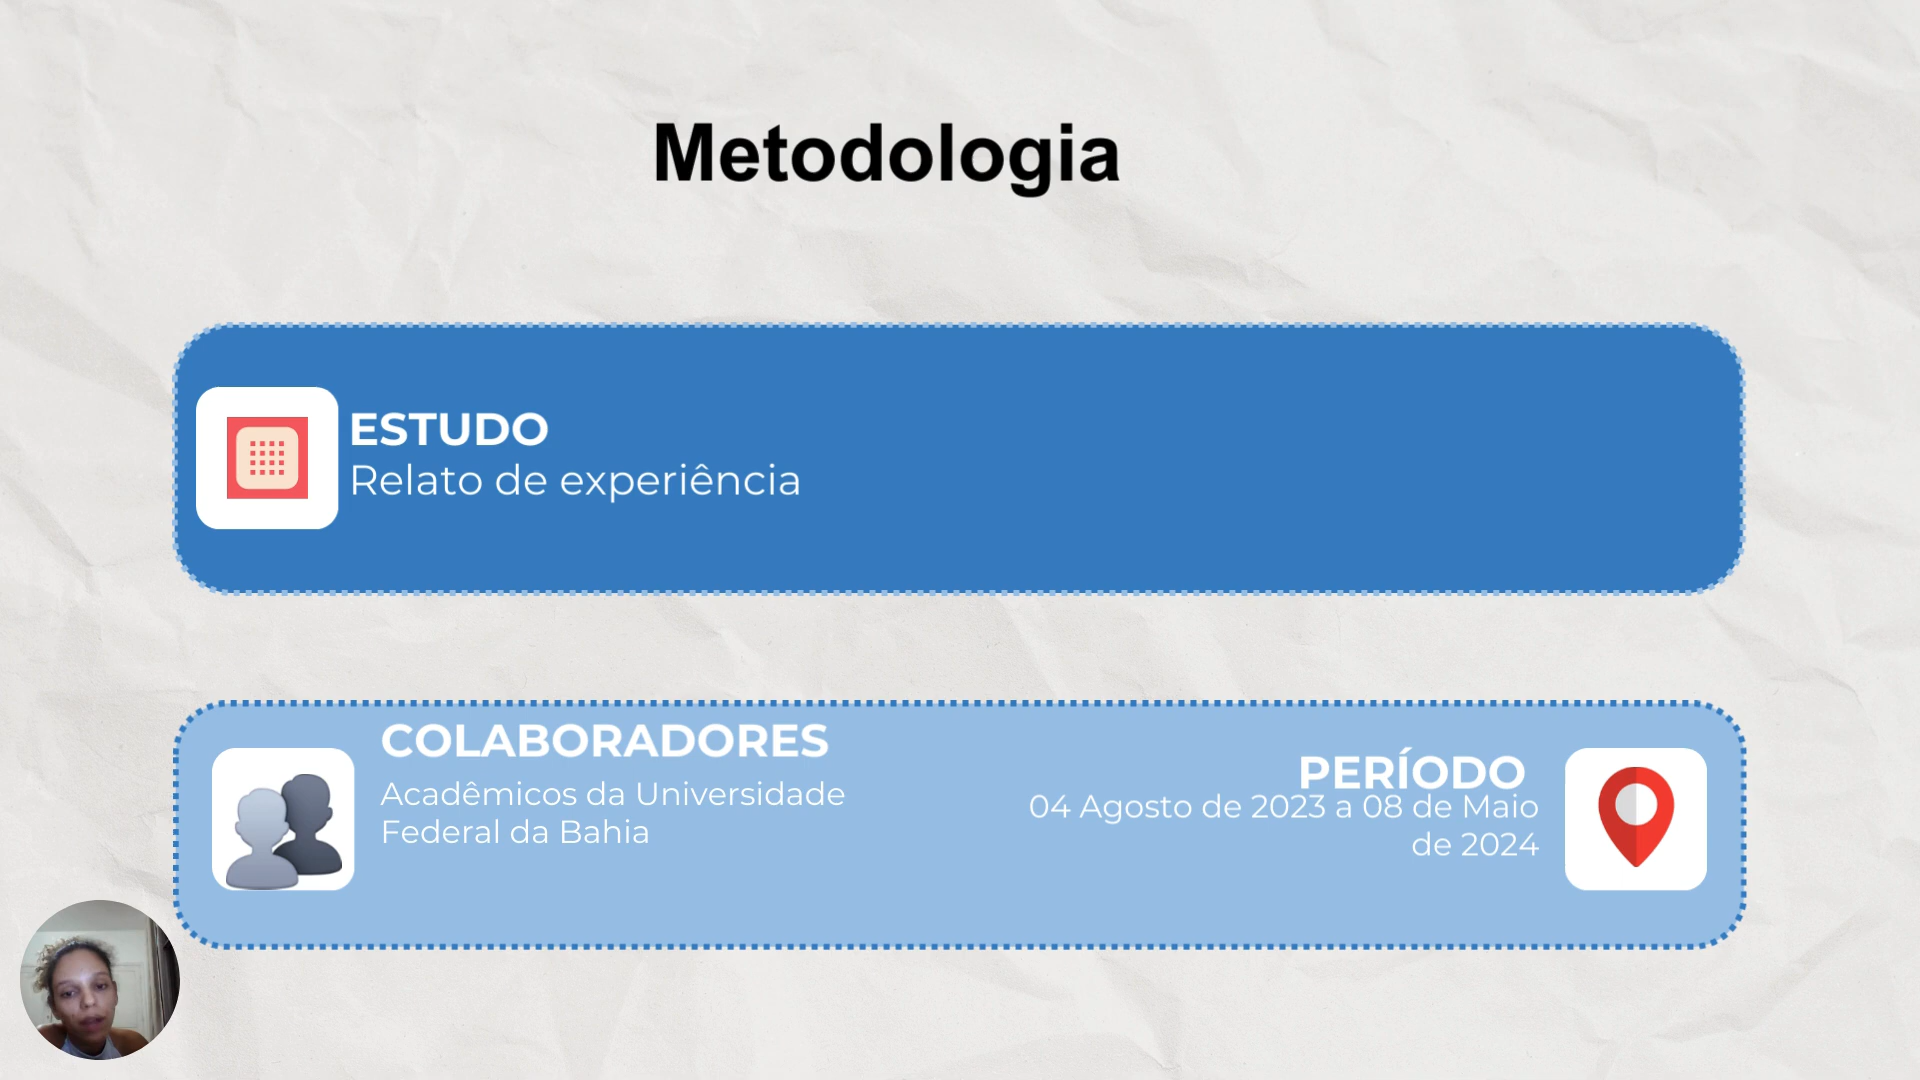 Metodologia
ESTUDO
Relato de experiência
COLABORADORES
Acadêmicos da Universidade
Federal da Bahia
PERÍODO
04 Agosto de 2023 a 08 de Maio
de 2024